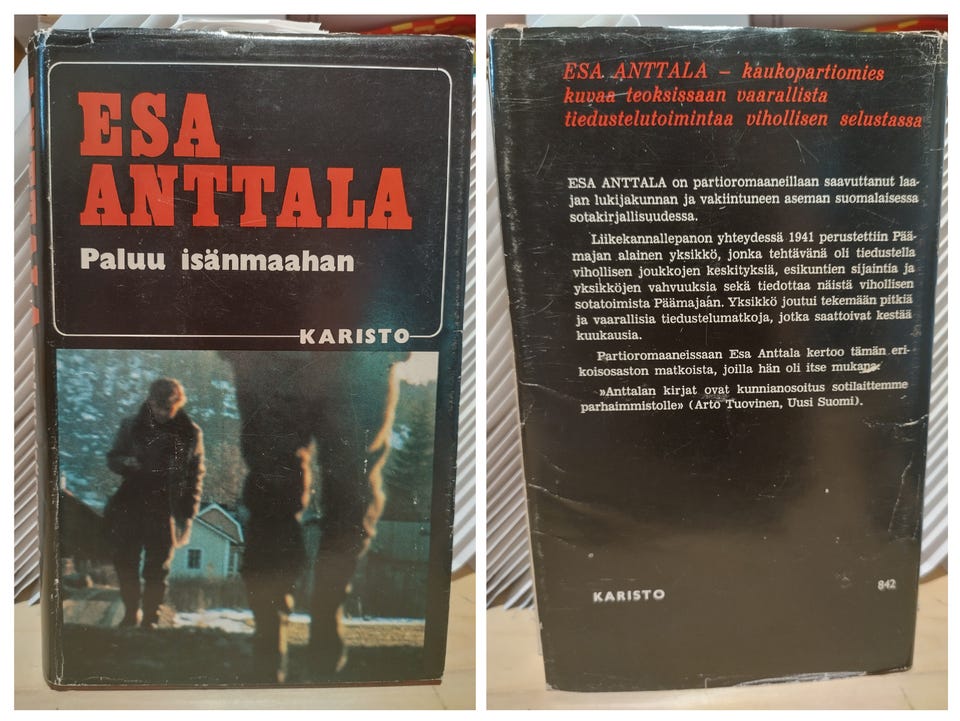 ESA
ANTTALA
Paluu isänmaahan
KARISTO
ESA ANTTALA – kaukopartiomies
kuvaa teoksissaan vaarallista
tiedustelutoimintaa vihollisen selustassa
ESA ANTTALA on partioromaaneillaan saavuttanut laa-
jan lukijakunnan ja vakiintuneen aseman suomalaisessa
sotakirjallisuudessa.
Liikekannallepanon yhteydessä 1941 perustettiin Pää-
majan alainen yksikkö, jonka tehtävänä oli tiedustella
vihollisen joukkojen keskityksiä, esikuntien sijaintia ja
yksikköjen vahvuuksia sekä tiedottaa näistä vihollisen
sotatoimista Päämajaan. Yksikkö joutui tekemään pitkiä
ja vaarallisia tiedustelumatkoja, jotka saattoivat kestää
kuukausia.
Partioromaaneissaan Esa Anttala kertoo tämän eri-
koisosaston matkoista, joilla hän oli itse mukana.
»Anttalan kirjat ovat kunnianosoitus sotilaittemme
parhaimmistolle» (Arto Tuovinen, Uusi Suomi).
KARISTO
842